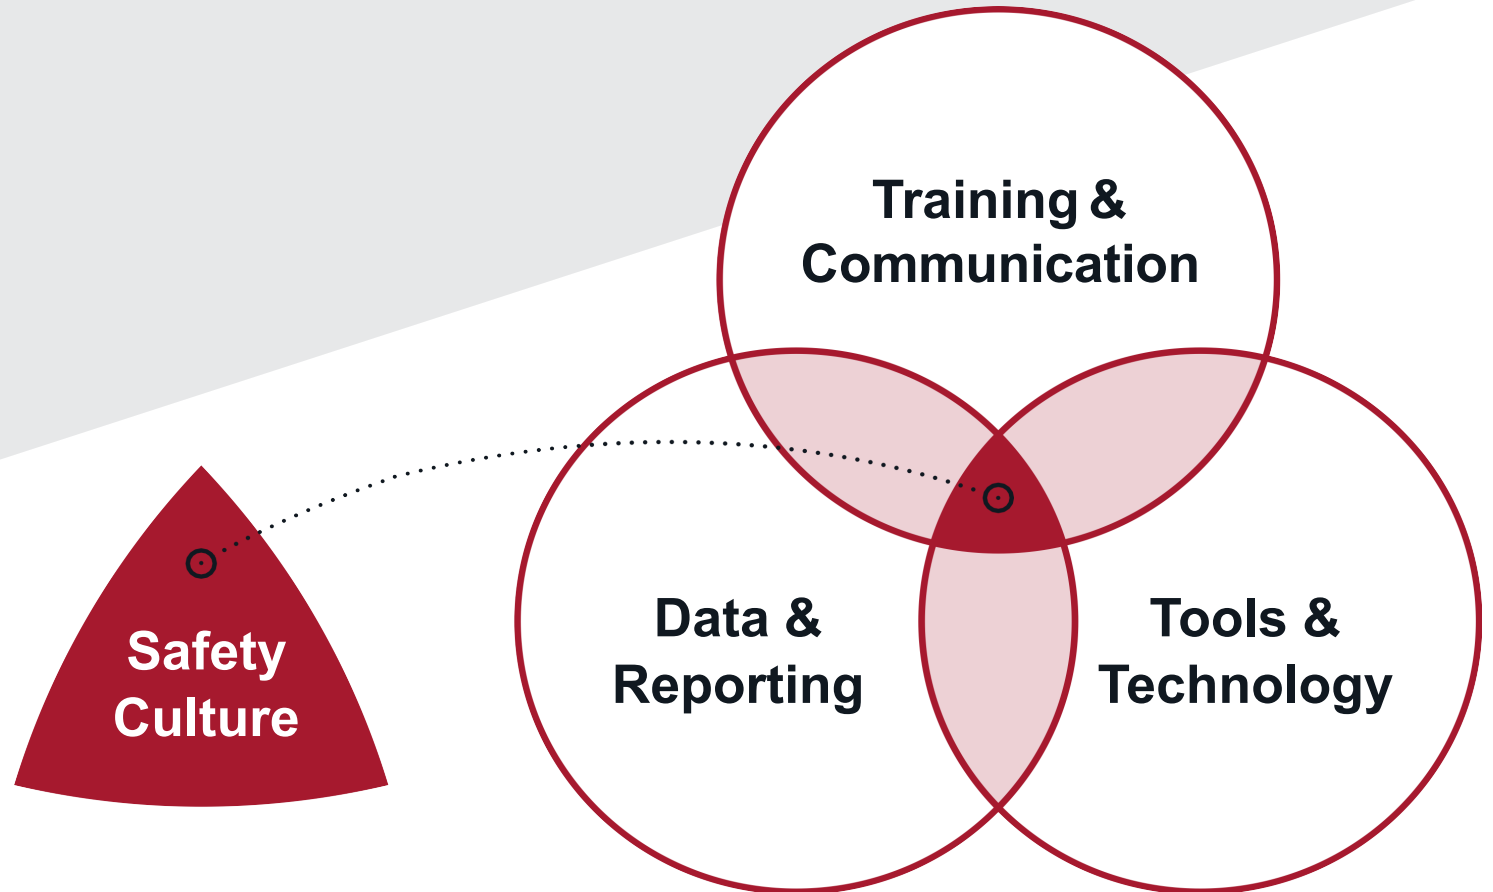 Training &
Communication
Data &
Reporting
Tools &
Technology
Safety
Culture